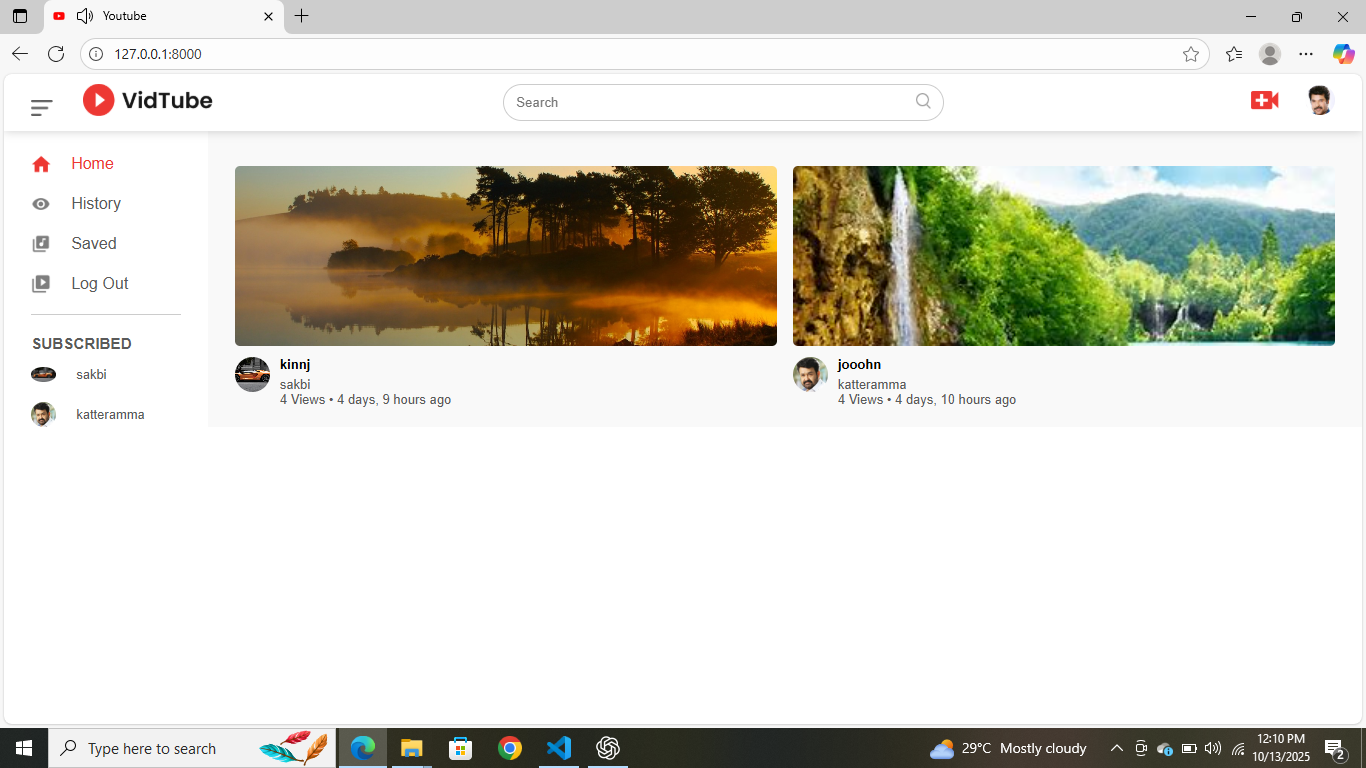 Youtube
127.0.0.1:8000
VidTube
Search
Home
History
Saved
Log Out
SUBSCRIBED
sakbi
katteramma
kinnj
sakbi
4 Views • 4 days, 9 hours ago
jooohn
katteramma
4 Views • 4 days, 10 hours ago
Type here to search
29°C Mostly cloudy
12:10 PM
10/13/2025
2